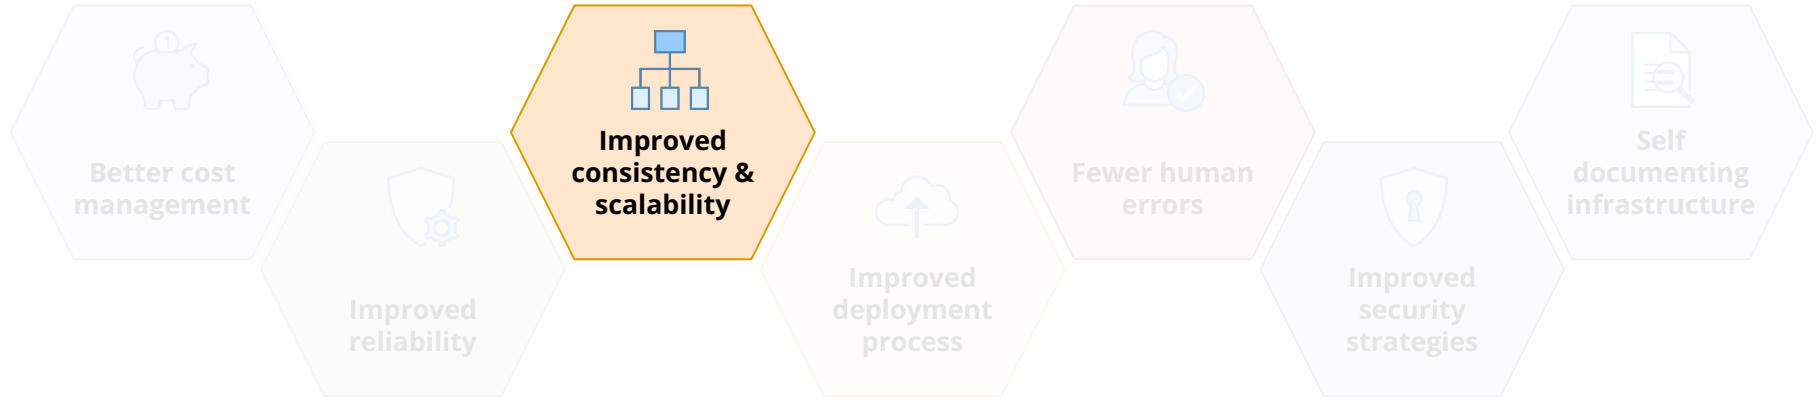 Better cost
management
Improved
reliability
Improved
consistency &
scalability
Improved
deployment
process
Fewer human
errors
Improved
security
strategies
Self
documenting
infrastructure